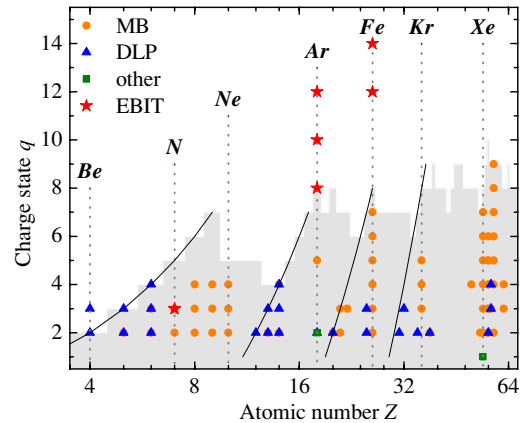 MB
DLP
other
EBIT
Be
N
Ne
Ar
Fe
Kr
Xe
14
12
10
8
6
4
2
Charge state q
4
8
16
32
64
Atomic number Z